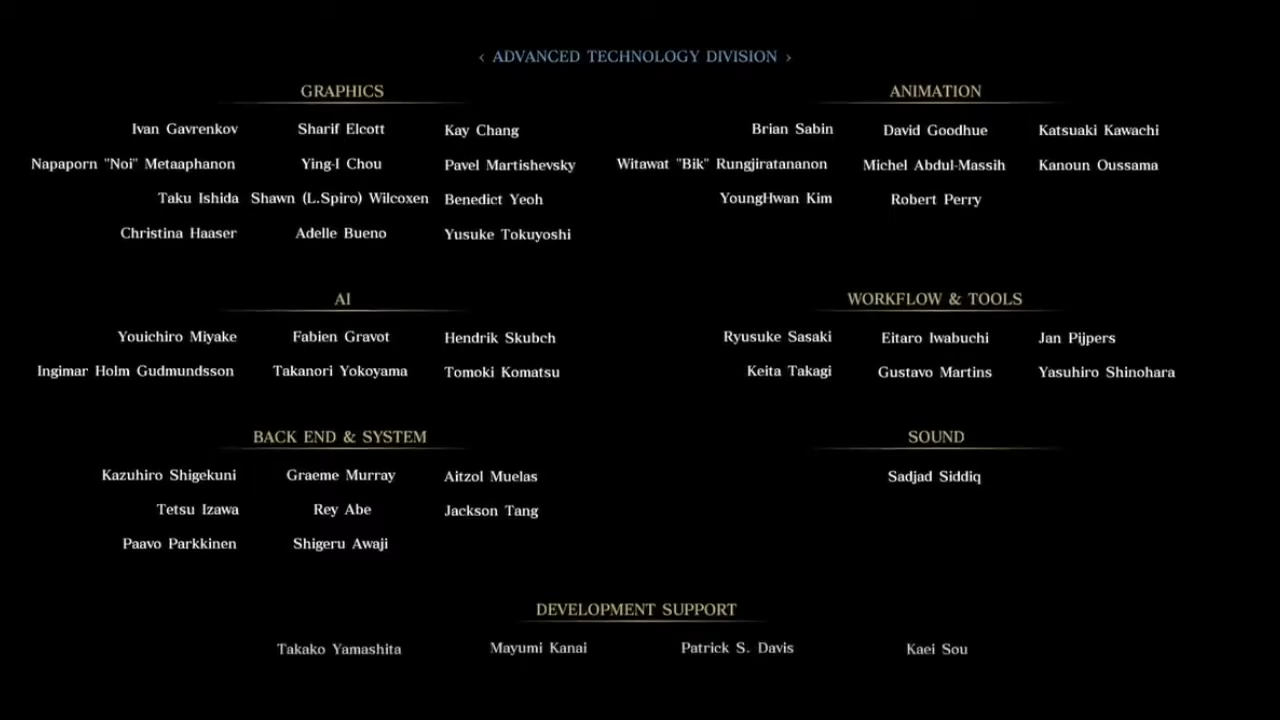 ‹ ADVANCED TECHNOLOGY DIVISION ›
GRAPHICS
Ivan Gavrenkov Sharif Elcott Kay Chang
Napaporn "Noi" Metaaphanon Ying-I Chou Pavel Martishevsky
Taku Ishida Shawn (L.Spiro) Wilcoxen Benedict Yeoh
Christina Haaser Adelle Bueno Yusuke Tokuyoshi
ANIMATION
Brian Sabin David Goodhue Katsuaki Kawachi
Witawat "Bik" Rungjiratananon Michel Abdul-Massih Kanoun Oussama
YoungHwan Kim Robert Perry
AI
Youichiro Miyake Fabien Gravot Hendrik Skubch
Ingimar Holm Gudmundsson Takanori Yokoyama Tomoki Komatsu
WORKFLOW & TOOLS
Ryusuke Sasaki Eitaro Iwabuchi Jan Pijpers
Keita Takagi Gustavo Martins Yasuhiro Shinohara
BACK END & SYSTEM
Kazuhiro Shigekuni Graeme Murray Aitzol Muelas
Tetsu Izawa Rey Abe Jackson Tang
Paavo Parkkinen Shigeru Awaji
SOUND
Sadjad Siddiq
DEVELOPMENT SUPPORT
Takako Yamashita Mayumi Kanai Patrick S. Davis Kaei Sou